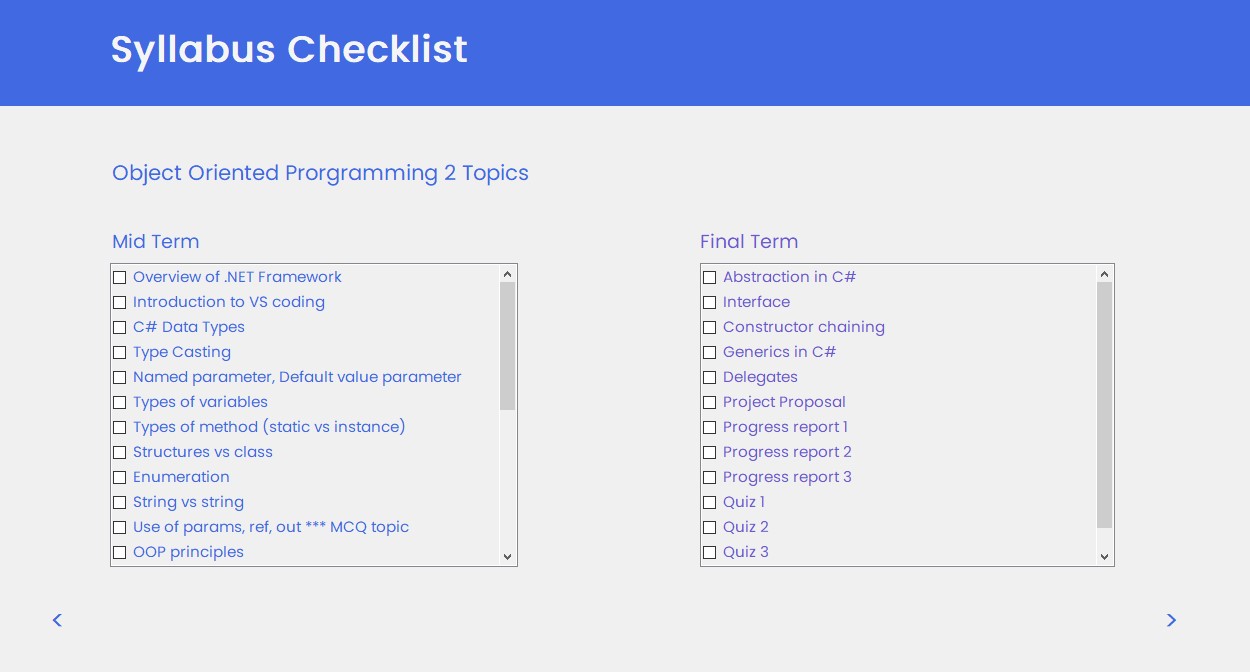 Syllabus Checklist
Object Oriented Prorgramming 2 Topics
Mid Term
Overview of .NET Framework
Introduction to VS coding
C# Data Types
Type Casting
Named parameter, Default value parameter
Types of variables
Types of method (static vs instance)
Structures vs class
Enumeration
String vs string
Use of params, ref, out *** MCQ topic
OOP principles
Final Term
Abstraction in C#
Interface
Constructor chaining
Generics in C#
Delegates
Project Proposal
Progress report 1
Progress report 2
Progress report 3
Quiz 1
Quiz 2
Quiz 3
< >